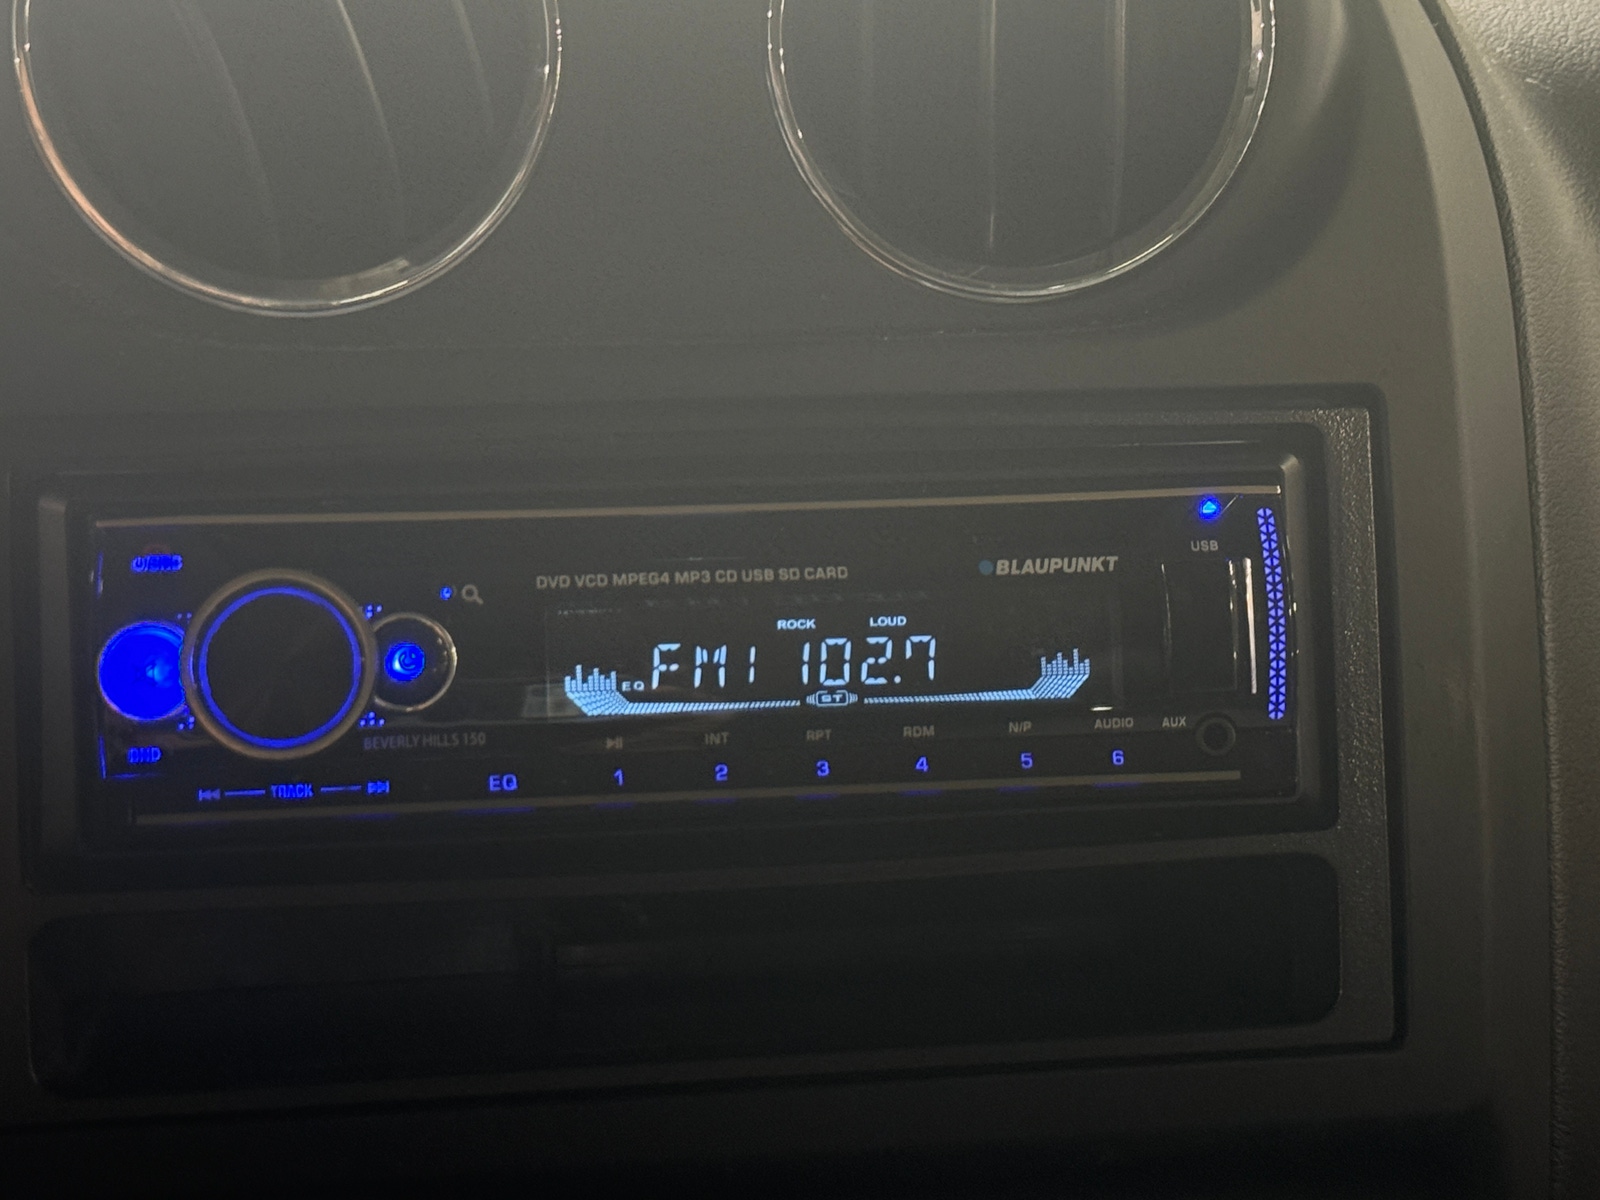 USB
DVD VCD MPEG4 MP3 CD USB SD CARD
BLAUPUNKT
ROCK LOUD
EQ FM1 102.7
ST
BEVERLY HILLS 150
INT RPT RDM N/P AUDIO AUX
BND
TRACK
EQ 1 2 3 4 5 6